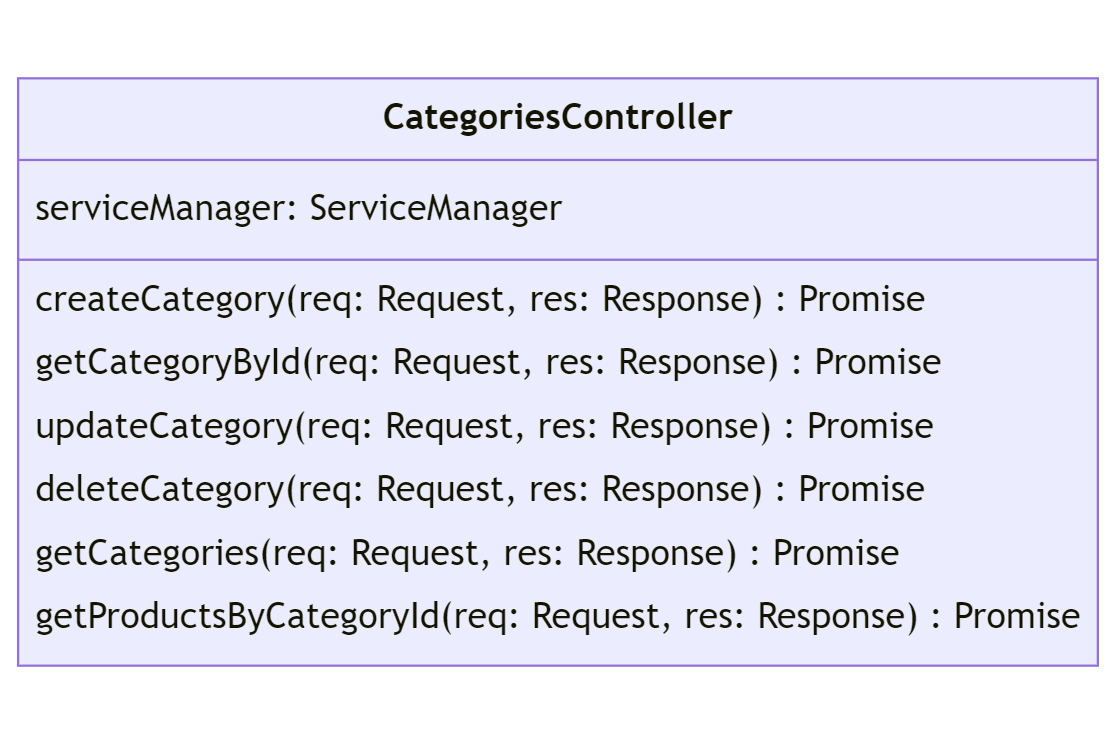 CategoriesController
serviceManager: ServiceManager
createCategory(req: Request, res: Response) : Promise
getCategoryById(req: Request, res: Response) : Promise
updateCategory(req: Request, res: Response) : Promise
deleteCategory(req: Request, res: Response) : Promise
getCategories(req: Request, res: Response) : Promise
getProductsByCategoryId(req: Request, res: Response) : Promise